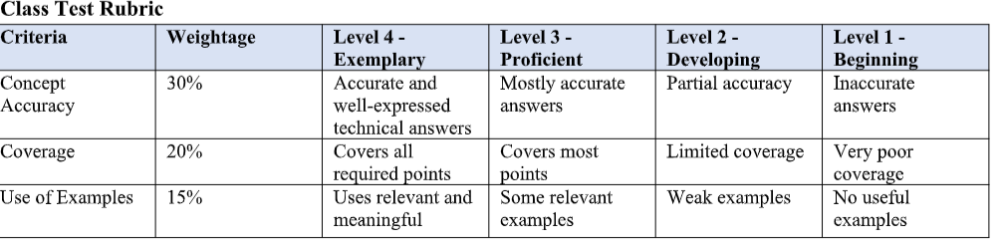 Class Test Rubric
Criteria Weightage Level 4 - Level 3 - Level 2 - Level 1 -
Exemplary Proficient Developing Beginning
Concept 30% Accurate and Mostly accurate Partial accuracy Inaccurate
Accuracy well-expressed answers answers
technical answers
Coverage 20% Covers all Covers most Limited coverage Very poor
required points points coverage
Use of Examples 15% Uses relevant and Some relevant Weak examples No useful
meaningful examples examples